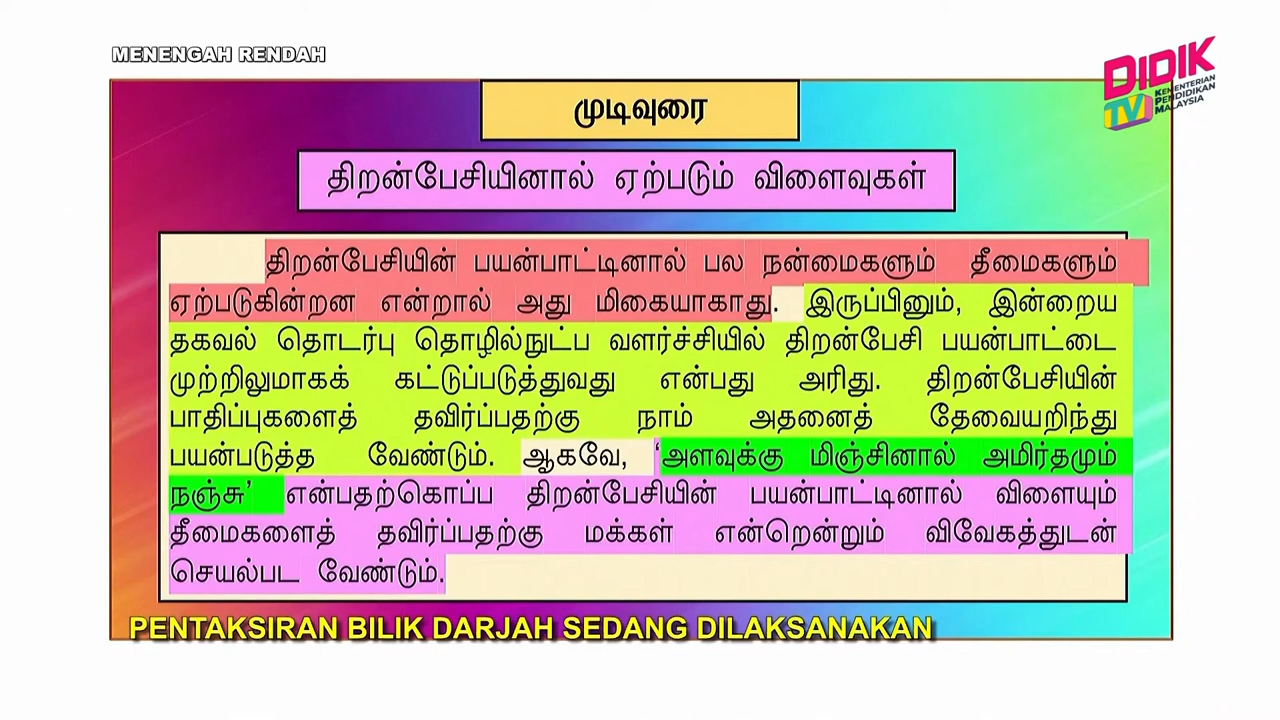 MENENGAH RENDAH
DIDIK
TV
KEMENTERIAN
PENDIDIKAN
MALAYSIA
முடிவுரை
திறன்பேசியினால் ஏற்படும் விளைவுகள்
திறன்பேசியின் பயன்பாட்டினால் பல நன்மைகளும் தீமைகளும்
ஏற்படுகின்றன என்றால் அது மிகையாகாது. இருப்பினும், இன்றைய
தகவல் தொடர்பு தொழில்நுட்ப வளர்ச்சியில் திறன்பேசி பயன்பாட்டை
முற்றிலுமாகக் கட்டுப்படுத்துவது என்பது அரிது. திறன்பேசியின்
பாதிப்புகளைத் தவிர்ப்பதற்கு நாம் அதனைத் தேவையறிந்து
பயன்படுத்த வேண்டும். ஆகவே, 'அளவுக்கு மிஞ்சினால் அமிர்தமும்
நஞ்சு' என்பதற்கொப்ப திறன்பேசியின் பயன்பாட்டினால் விளையும்
தீமைகளைத் தவிர்ப்பதற்கு மக்கள் என்றென்றும் விவேகத்துடன்
செயல்பட வேண்டும்.
PENTAKSIRAN BILIK DARJAH SEDANG DILAKSANAKAN